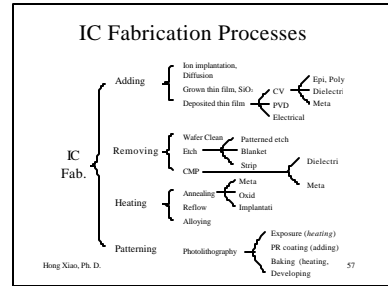 IC Fabrication Processes
Ion implantation,
Diffusion
Adding
Grown thin film, SiO₂
Deposited thin film
CV
PVD
Electrical
Epi, Poly
Dielectri
Meta
IC
Fab.
Removing
Wafer Clean
Etch
CMP
Patterned etch
Blanket
Strip
Dielectri
Meta
Heating
Annealing
Reflow
Alloying
Meta
Oxid
Implantati
Patterning
Photolithography
Exposure (heating)
PR coating (adding)
Baking (heating,
Developing
Hong Xiao, Ph. D.
57